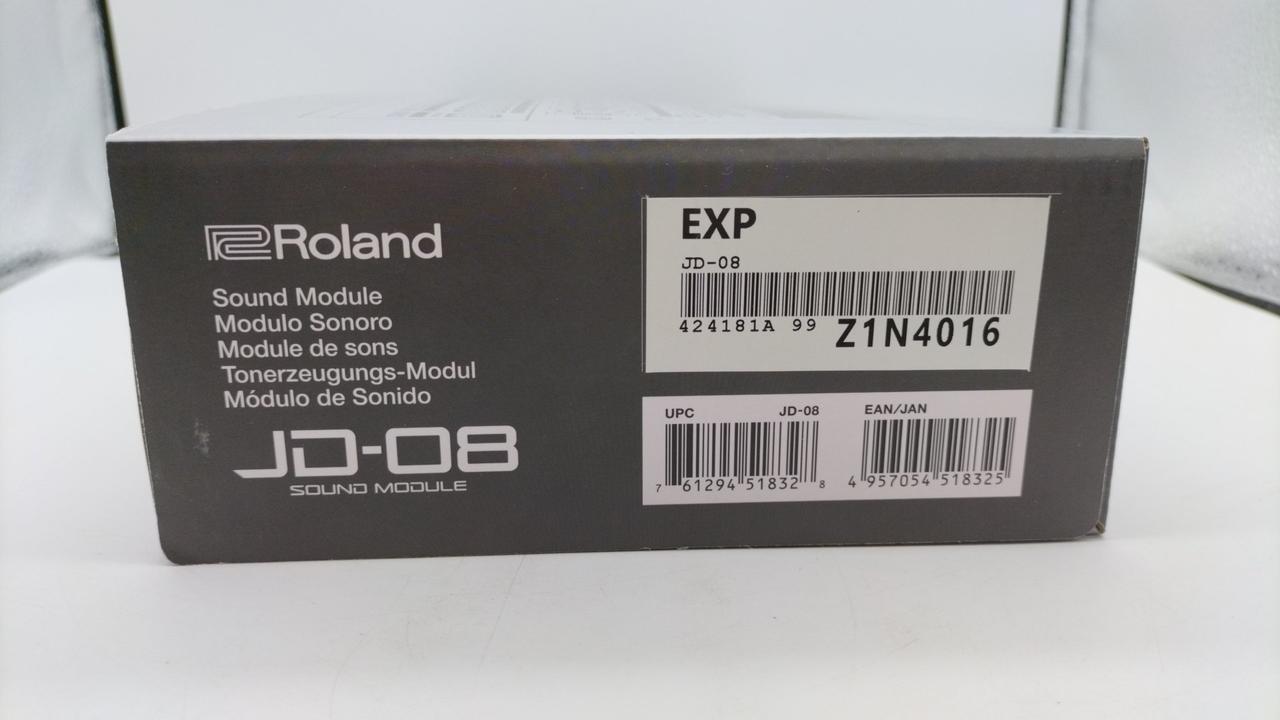 Roland
Sound Module
Modulo Sonoro
Module de sons
Tonerzeugungs-Modul
Módulo de Sonido
JD-08
SOUND MODULE
EXP
JD-08
424181A 99 Z1N4016
UPC JD-08 EAN/JAN
7 61294 51832 8 4 957054 518325